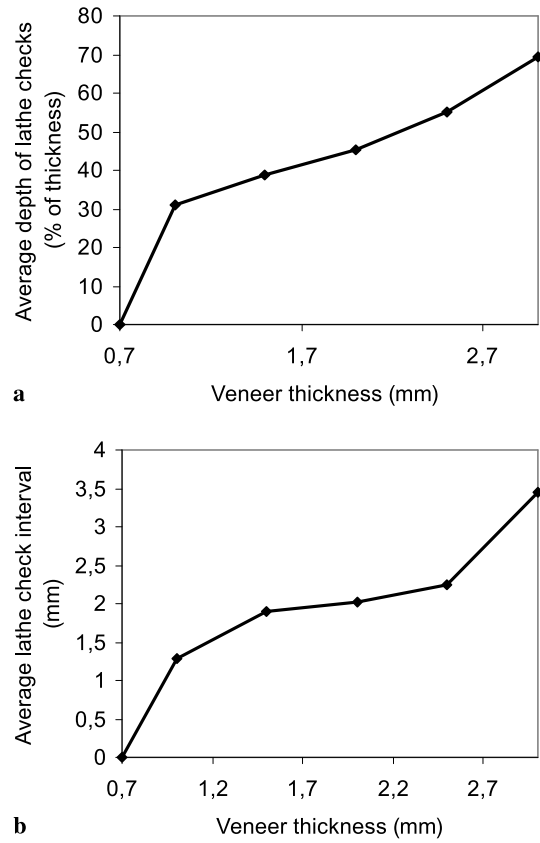 80
70
60
50
40
30
20
10
0
Average depth of lathe checks
(% of thickness)
0,7 1,7 2,7
Veneer thickness (mm)
a
4
3,5
3
2,5
2
1,5
1
0,5
0
Average lathe check interval
(mm)
0,7 1,2 1,7 2,2 2,7
Veneer thickness (mm)
b